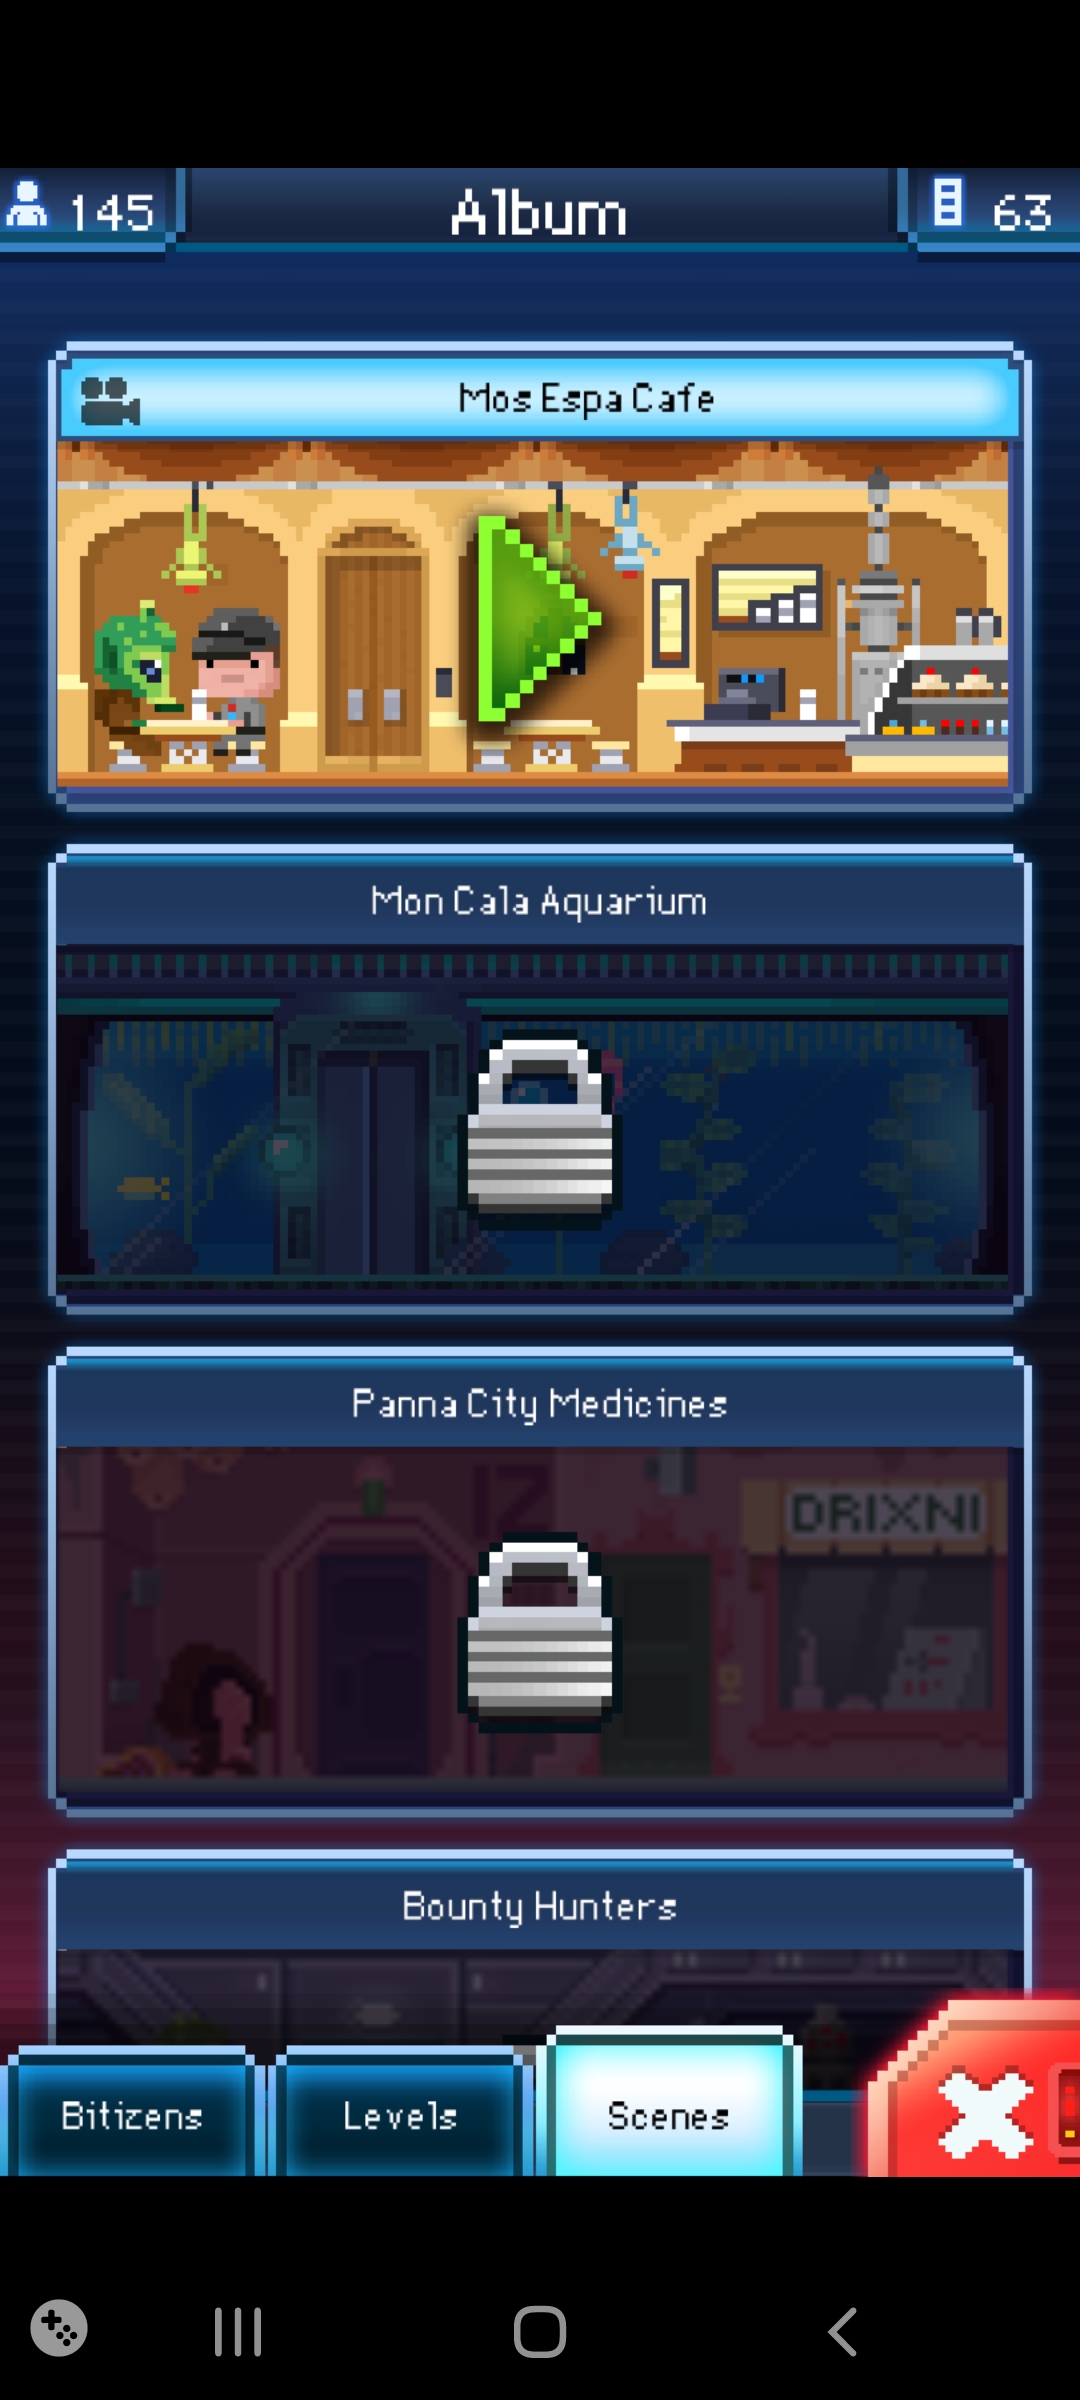 145
Album
63
Mos Espa Cafe
Mon Cala Aquarium
Panna City Medicines
DRIXNI
Bounty Hunters
Bitizens
Levels
Scenes